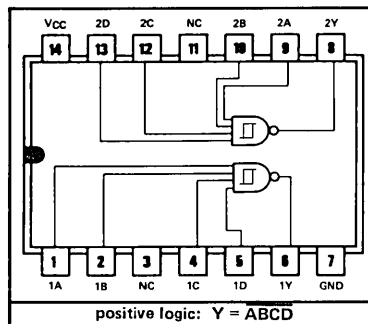 VCC 2D 2C NC 2B 2A 2Y
14 13 12 11 10 9 8
1 2 3 4 5 6 7
1A 1B NC 1C 1D 1Y GND
positive logic: Y = A̅B̅C̅D̅